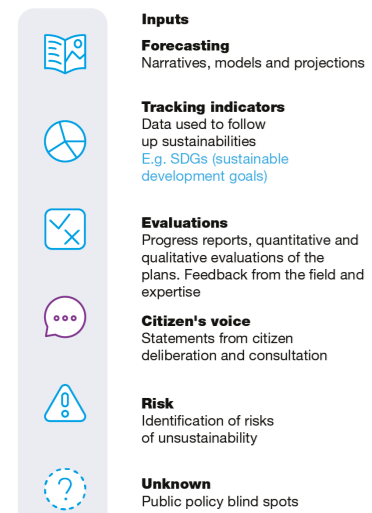 Inputs
Forecasting
Narratives, models and projections
Tracking indicators
Data used to follow
up sustainabilities
E.g. SDGs (sustainable
development goals)
Evaluations
Progress reports, quantitative and
qualitative evaluations of the
plans. Feedback from the field and
expertise
Citizen's voice
Statements from citizen
deliberation and consultation
Risk
Identification of risks
of unsustainability
Unknown
Public policy blind spots